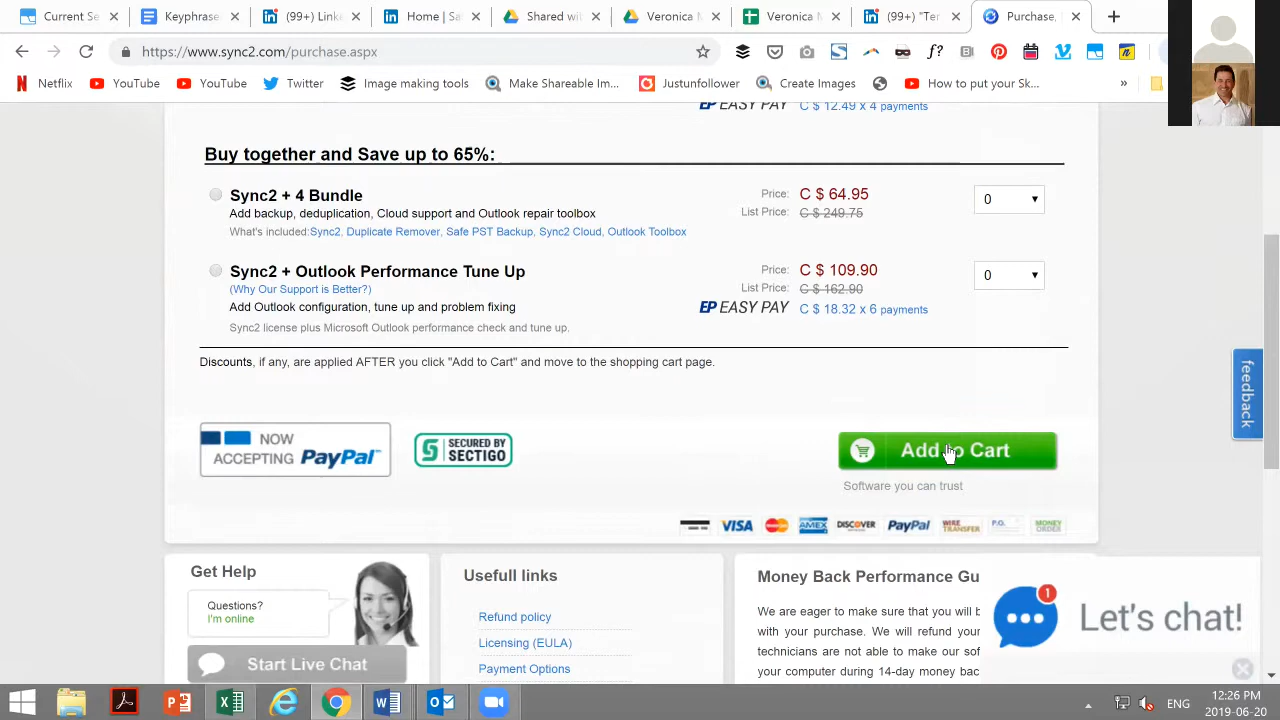 Current Se
Keyphrase
(99+) Link
Home | Sa
Shared wi
Veronica M
Veronica M
(99+) "Ter
Purchase,
https://www.sync2.com/purchase.aspx
Netflix
YouTube
YouTube
Twitter
Image making tools
Make Shareable Im...
Justunfollower
Create Images
How to put your Sk...
»
EP EASY PAY
C $ 12.49 x 4 payments
Buy together and Save up to 65%:
Sync2 + 4 Bundle
Price: C $ 64.95
0
Add backup, deduplication, Cloud support and Outlook repair toolbox
List Price: C $ 249.75
What's included:Sync2, Duplicate Remover, Safe PST Backup, Sync2 Cloud, Outlook Toolbox
Sync2 + Outlook Performance Tune Up
Price: C $ 109.90
0
(Why Our Support is Better?)
List Price: C $ 162.90
Add Outlook configuration, tune up and problem fixing
EP EASY PAY
C $ 18.32 x 6 payments
Sync2 license plus Microsoft Outlook performance check and tune up.
Discounts, if any, are applied AFTER you click "Add to Cart" and move to the shopping cart page.
feedback
NOW ACCEPTING PayPal
SECURED BY SECTIGO
Add to Cart
Software you can trust
VISA
AMEX
DISCOVER
PayPal
WIRE TRANSFER
P.O.
MONEY ORDER
Get Help
Questions?
I'm online
Start Live Chat
Usefull links
Refund policy
Licensing (EULA)
Payment Options
Money Back Performance Gu
We are eager to make sure that you will b
with your purchase. We will refund your
technicians are not able to make our sof
your computer during 14-day money bac
1
Let's chat!
ENG
12:26 PM
2019-06-20